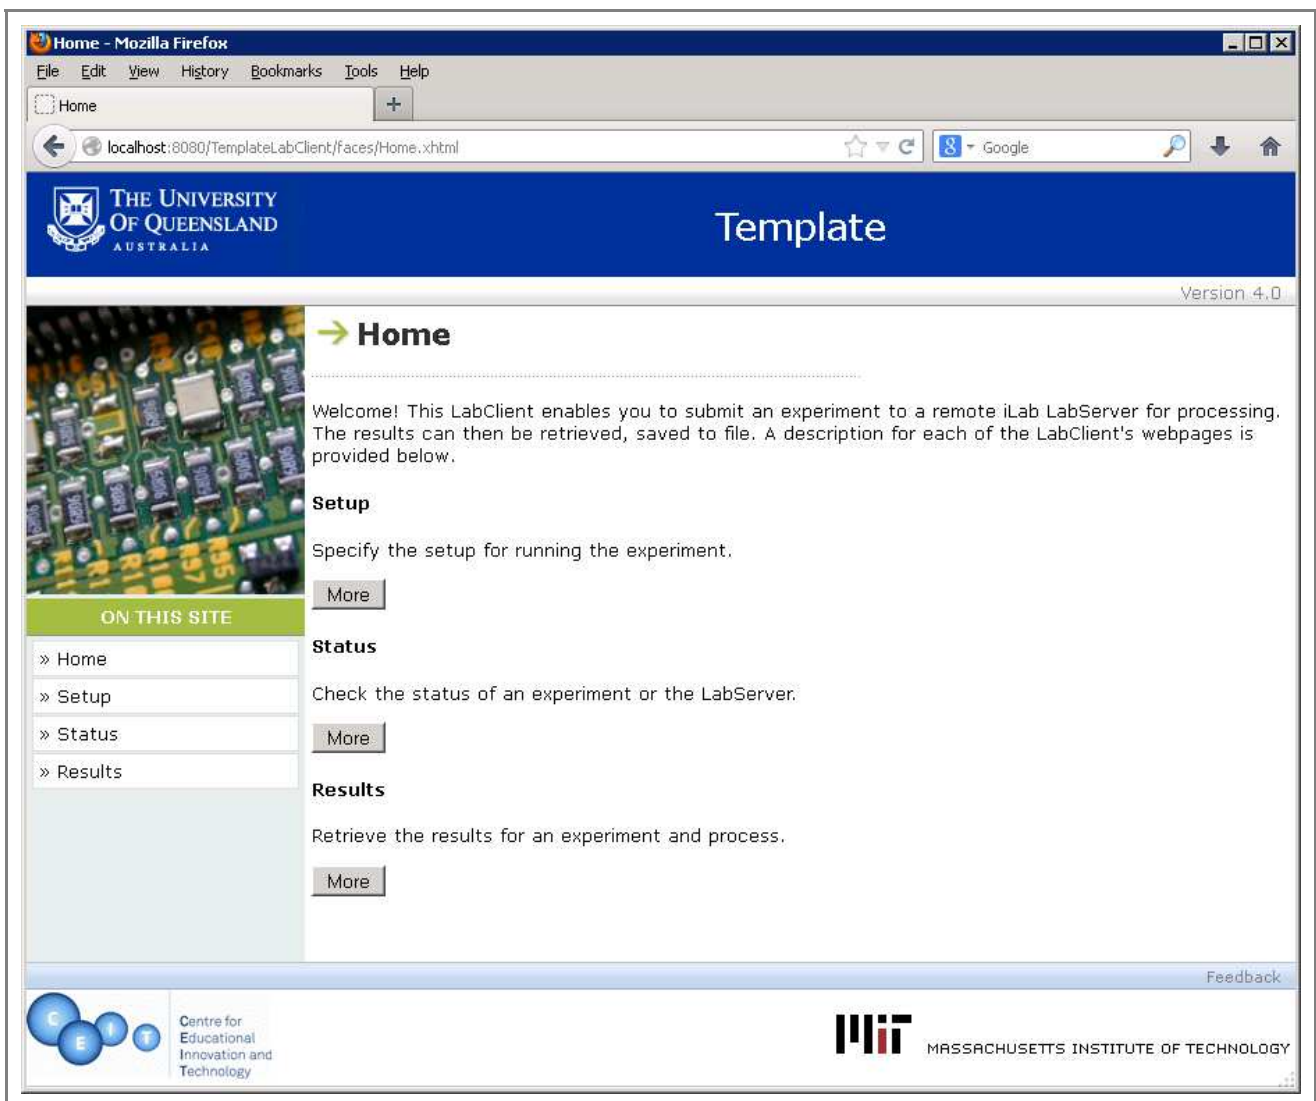 Home - Mozilla Firefox
File Edit View History Bookmarks Tools Help
Home
localhost:8080/TemplateLabClient/faces/Home.xhtml
8 Google
THE UNIVERSITY
OF QUEENSLAND
AUSTRALIA
Template
Version 4.0
Home
Welcome! This LabClient enables you to submit an experiment to a remote iLab LabServer for processing.
The results can then be retrieved, saved to file. A description for each of the LabClient's webpages is
provided below.
Setup
Specify the setup for running the experiment.
More
Status
Check the status of an experiment or the LabServer.
More
Results
Retrieve the results for an experiment and process.
More
ON THIS SITE
» Home
» Setup
» Status
» Results
Feedback
CEIT
Centre for
Educational
Innovation and
Technology
MIT
MASSACHUSETTS INSTITUTE OF TECHNOLOGY